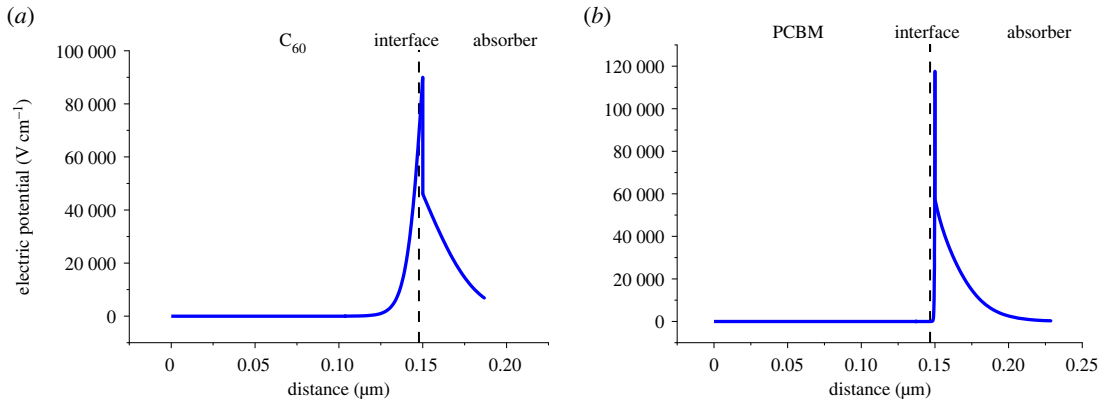 (a)
C60 interface absorber
100 000
80 000
60 000
40 000
20 000
0
electric potential (V cm−1)
0 0.05 0.10 0.15 0.20
distance (µm)
(b)
PCBM interface absorber
120 000
100 000
80 000
60 000
40 000
20 000
0
0 0.05 0.10 0.15 0.20 0.25
distance (µm)